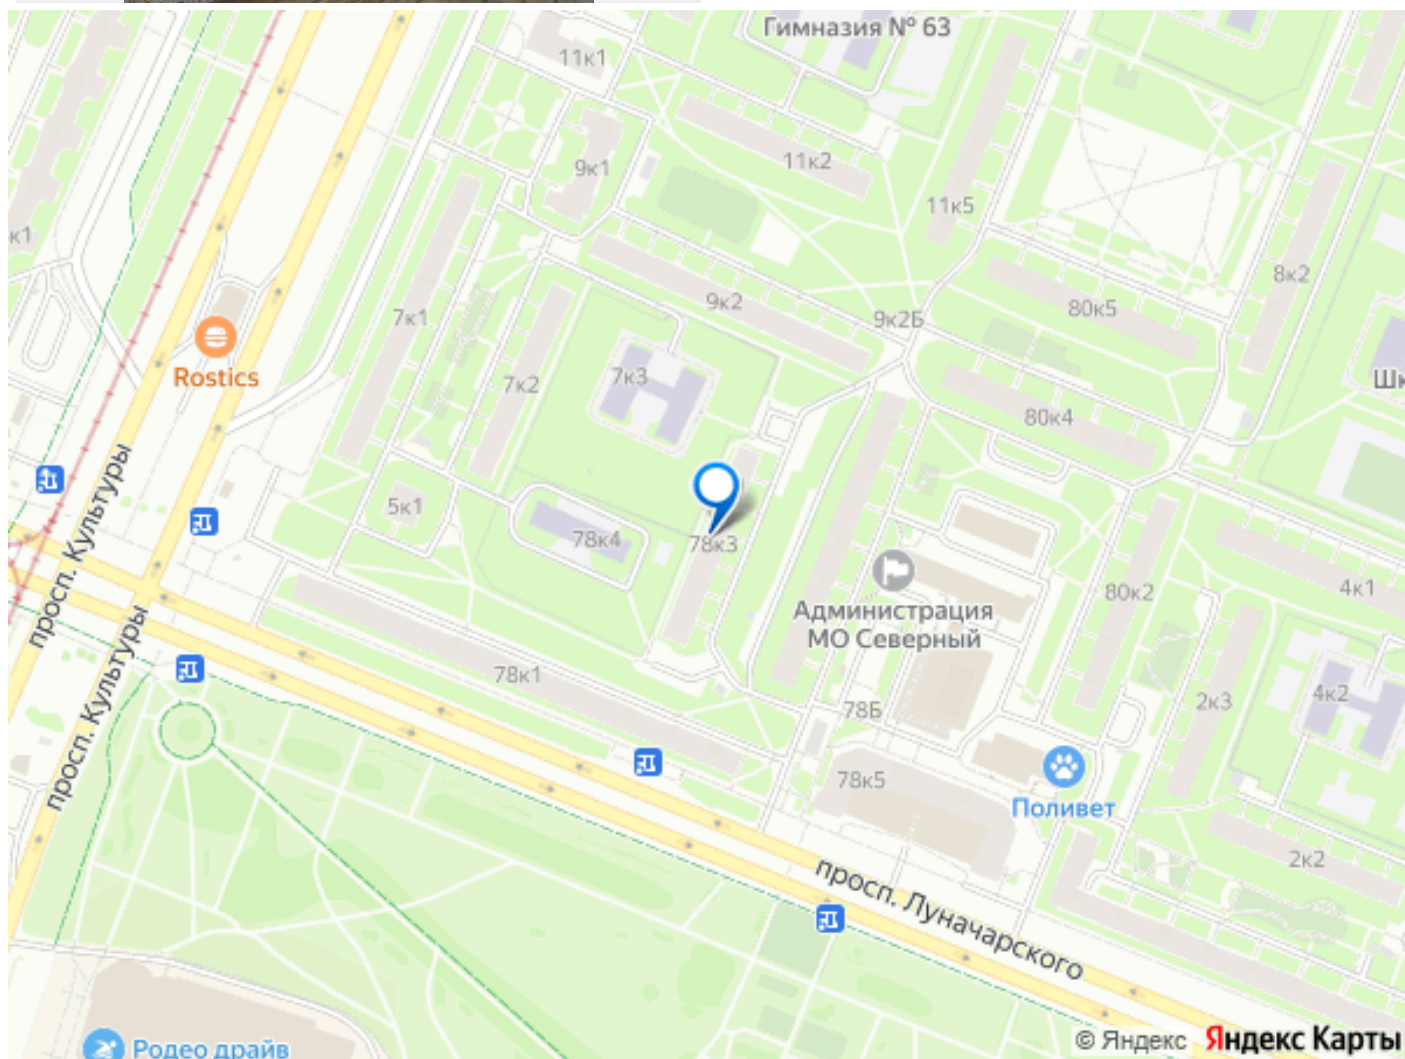 Гимназия № 63
11к1
11к2
9к1
11к5
к1
8к2
9к2
80к5
9к2Б
7к1
Rostics
7к2
7к3
Шк
80к4
просп. Культуры
5к1
78к4
78к3
Администрация
МО Северный
80к2
4к1
просп. Культуры
78к1
78Б
2к3
4к2
78к5
Поливет
2к2
просп. Луначарского
Родео драйв
© Яндекс Яндекс Карты